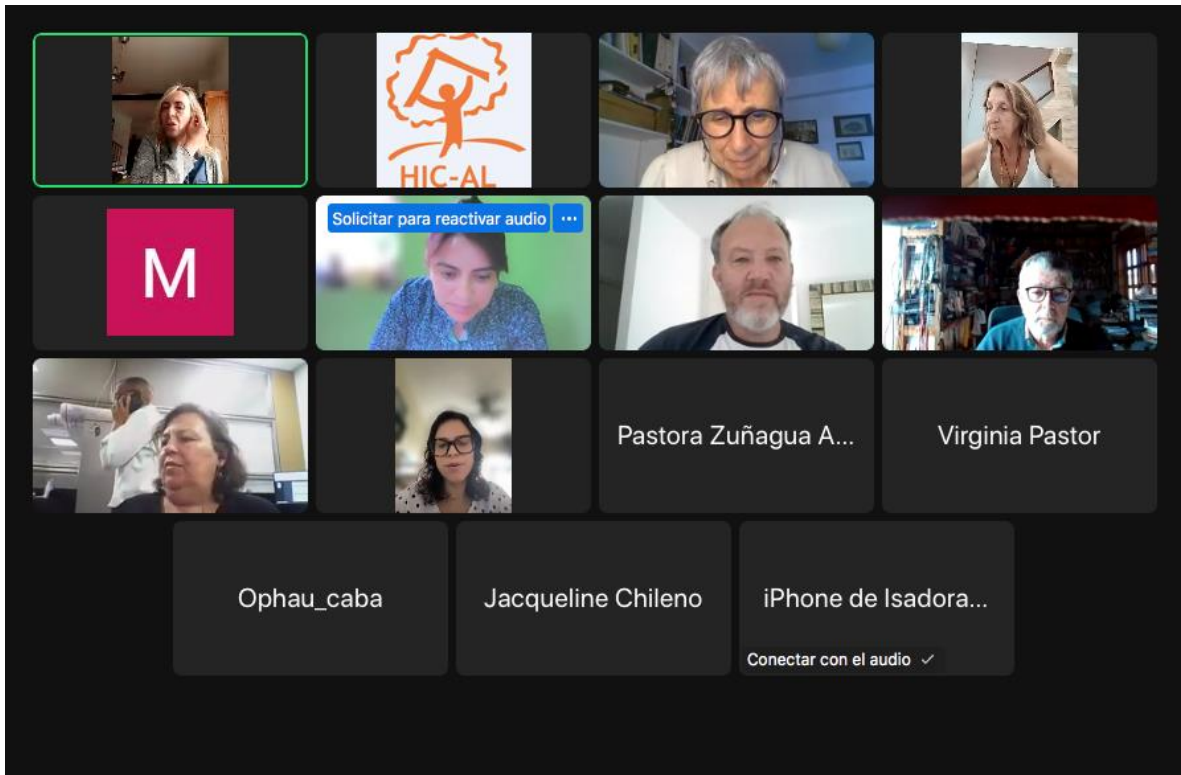 HIC-AL
M
Solicitar para reactivar audio ...
Pastora Zuñagua A...
Virginia Pastor
Ophau_caba
Jacqueline Chileno
iPhone de Isadora...
Conectar con el audio ✓